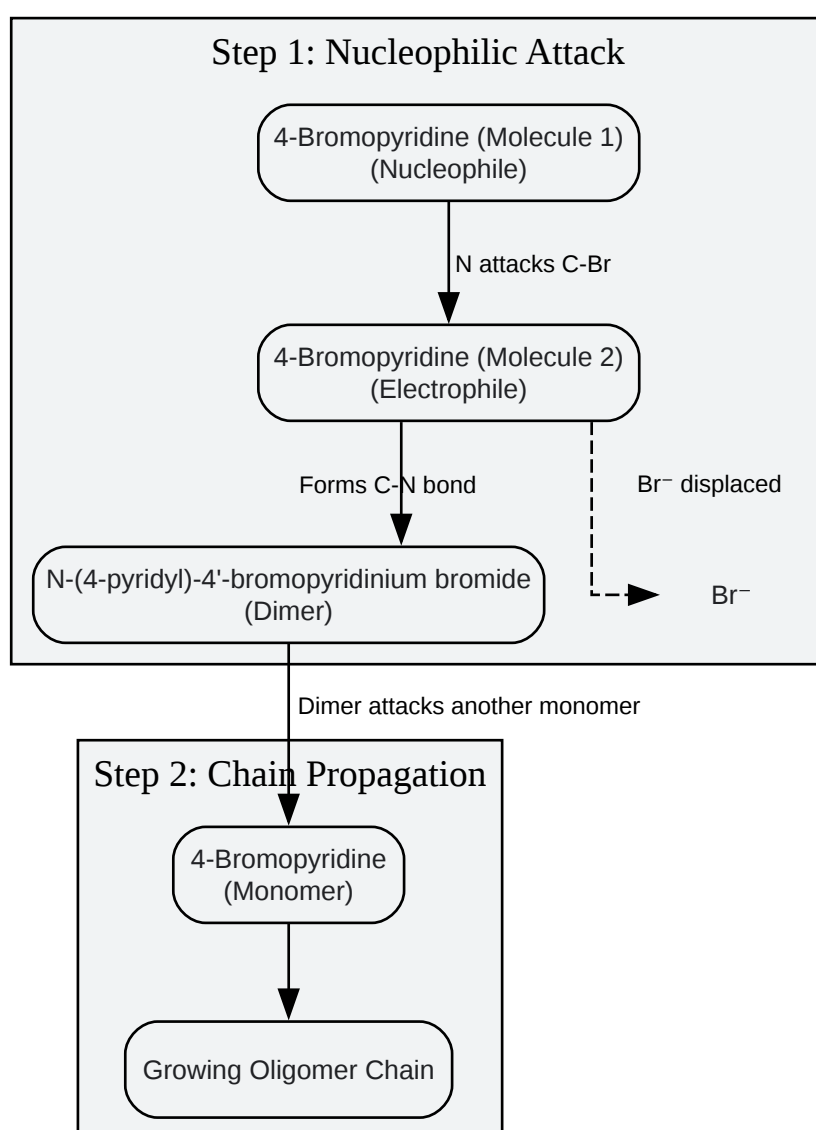 Step 1: Nucleophilic Attack
4-Bromopyridine (Molecule 1)
(Nucleophile)
N attacks C-Br
4-Bromopyridine (Molecule 2)
(Electrophile)
Forms C-N bond
Br⁻ displaced
N-(4-pyridyl)-4'-bromopyridinium bromide
(Dimer)
Br⁻
Dimer attacks another monomer
Step 2: Chain Propagation
4-Bromopyridine
(Monomer)
Growing Oligomer Chain